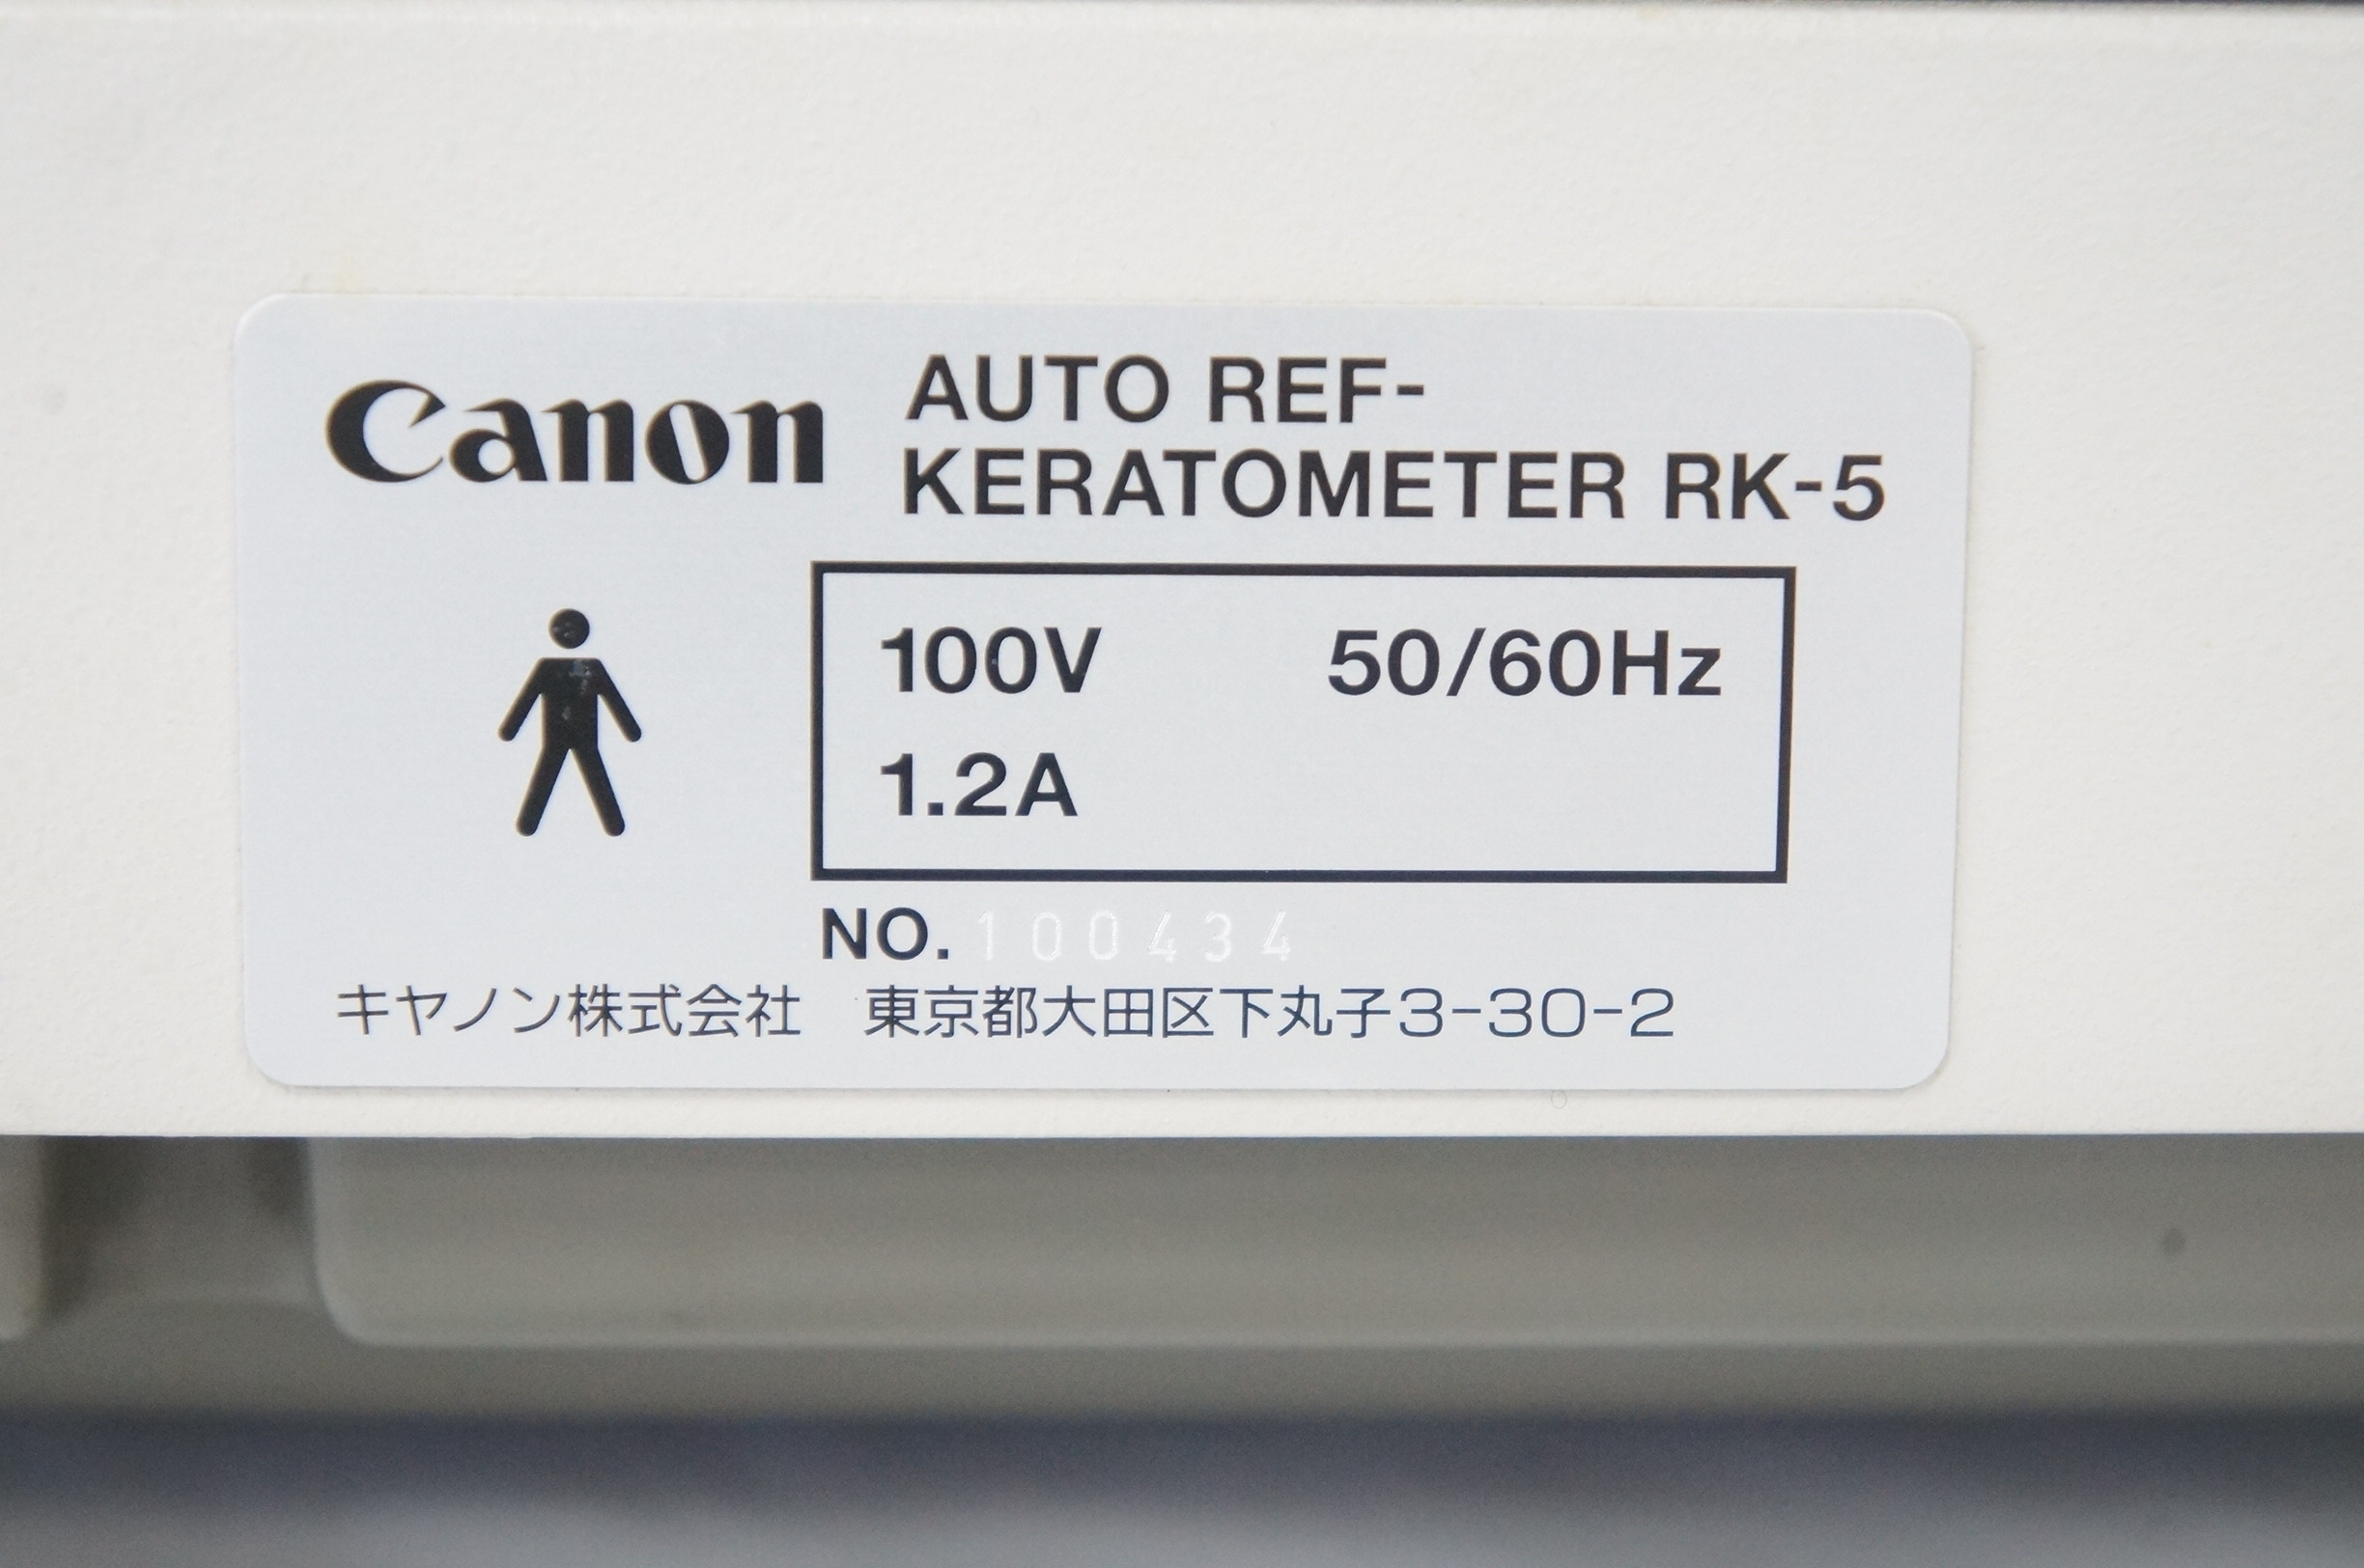 Canon
AUTO REF-
KERATOMETER RK-5
100V 50/60Hz
1.2A
NO. 100434
キヤノン株式会社 東京都大田区下丸子3-30-2